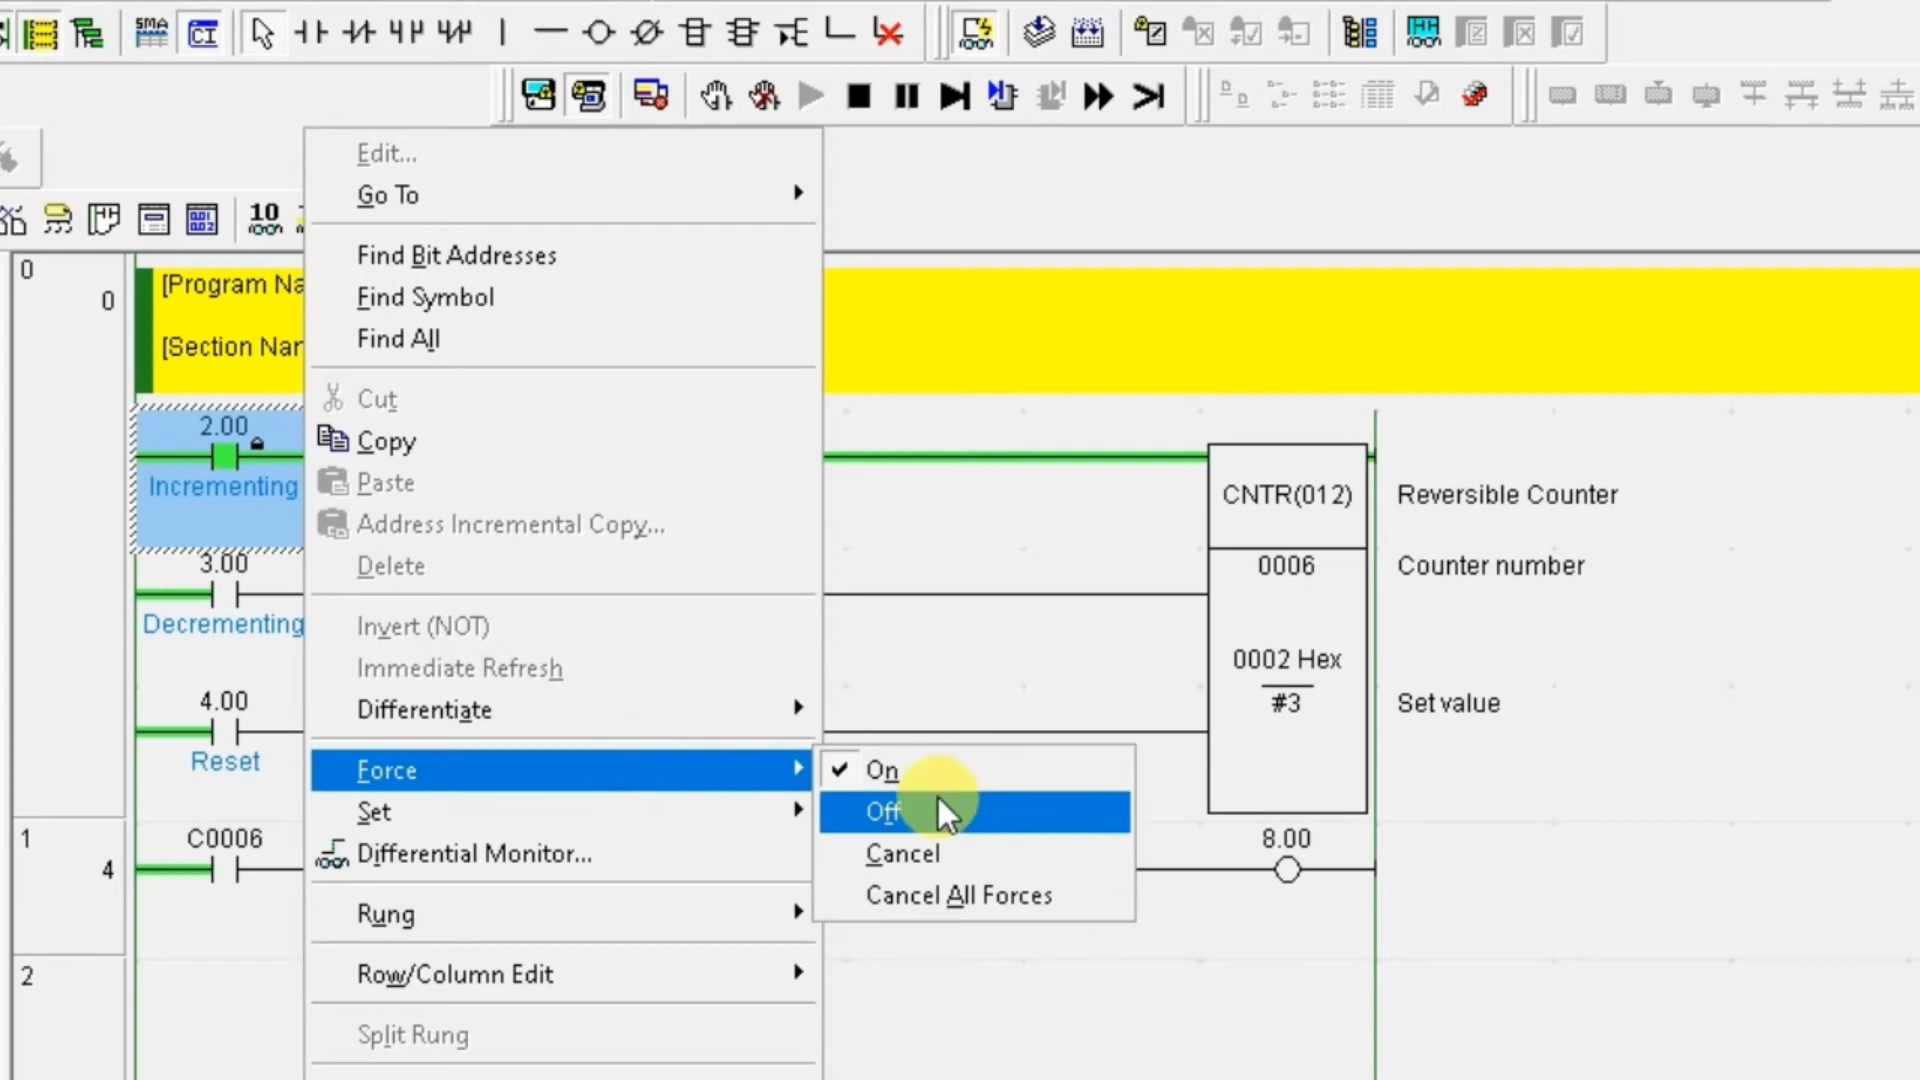 SMA
CI
10
0
0
[Program Na
[Section Nar
Edit...
Go To
Find Bit Addresses
Find Symbol
Find All
Cut
Copy
Paste
Address Incremental Copy...
Delete
Invert (NOT)
Immediate Refresh
Differentiate
Force
Set
Differential Monitor...
Rung
Row/Column Edit
Split Rung
On
Off
Cancel
Cancel All Forces
2.00
Incrementing
3.00
Decrementing
4.00
Reset
CNTR(012)
Reversible Counter
0006
Counter number
0002 Hex
#3
Set value
1
4
C0006
8.00
2